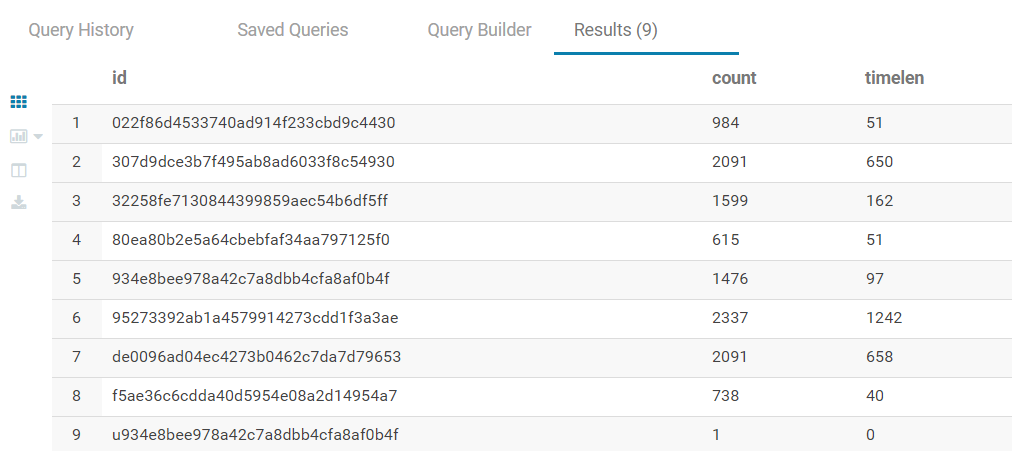 Query History Saved Queries Query Builder Results (9)
id count timelen
1 022f86d4533740ad914f233cbd9c4430 984 51
2 307d9dce3b7f495ab8ad6033f8c54930 2091 650
3 32258fe7130844399859aec54b6df5ff 1599 162
4 80ea80b2e5a64cbebfaf34aa797125f0 615 51
5 934e8bee978a42c7a8dbb4cfa8af0b4f 1476 97
6 95273392ab1a4579914273cdd1f3a3ae 2337 1242
7 de0096ad04ec4273b0462c7da7d79653 2091 658
8 f5ae36c6cdda40d5954e08a2d14954a7 738 40
9 u934e8bee978a42c7a8dbb4cfa8af0b4f 1 0